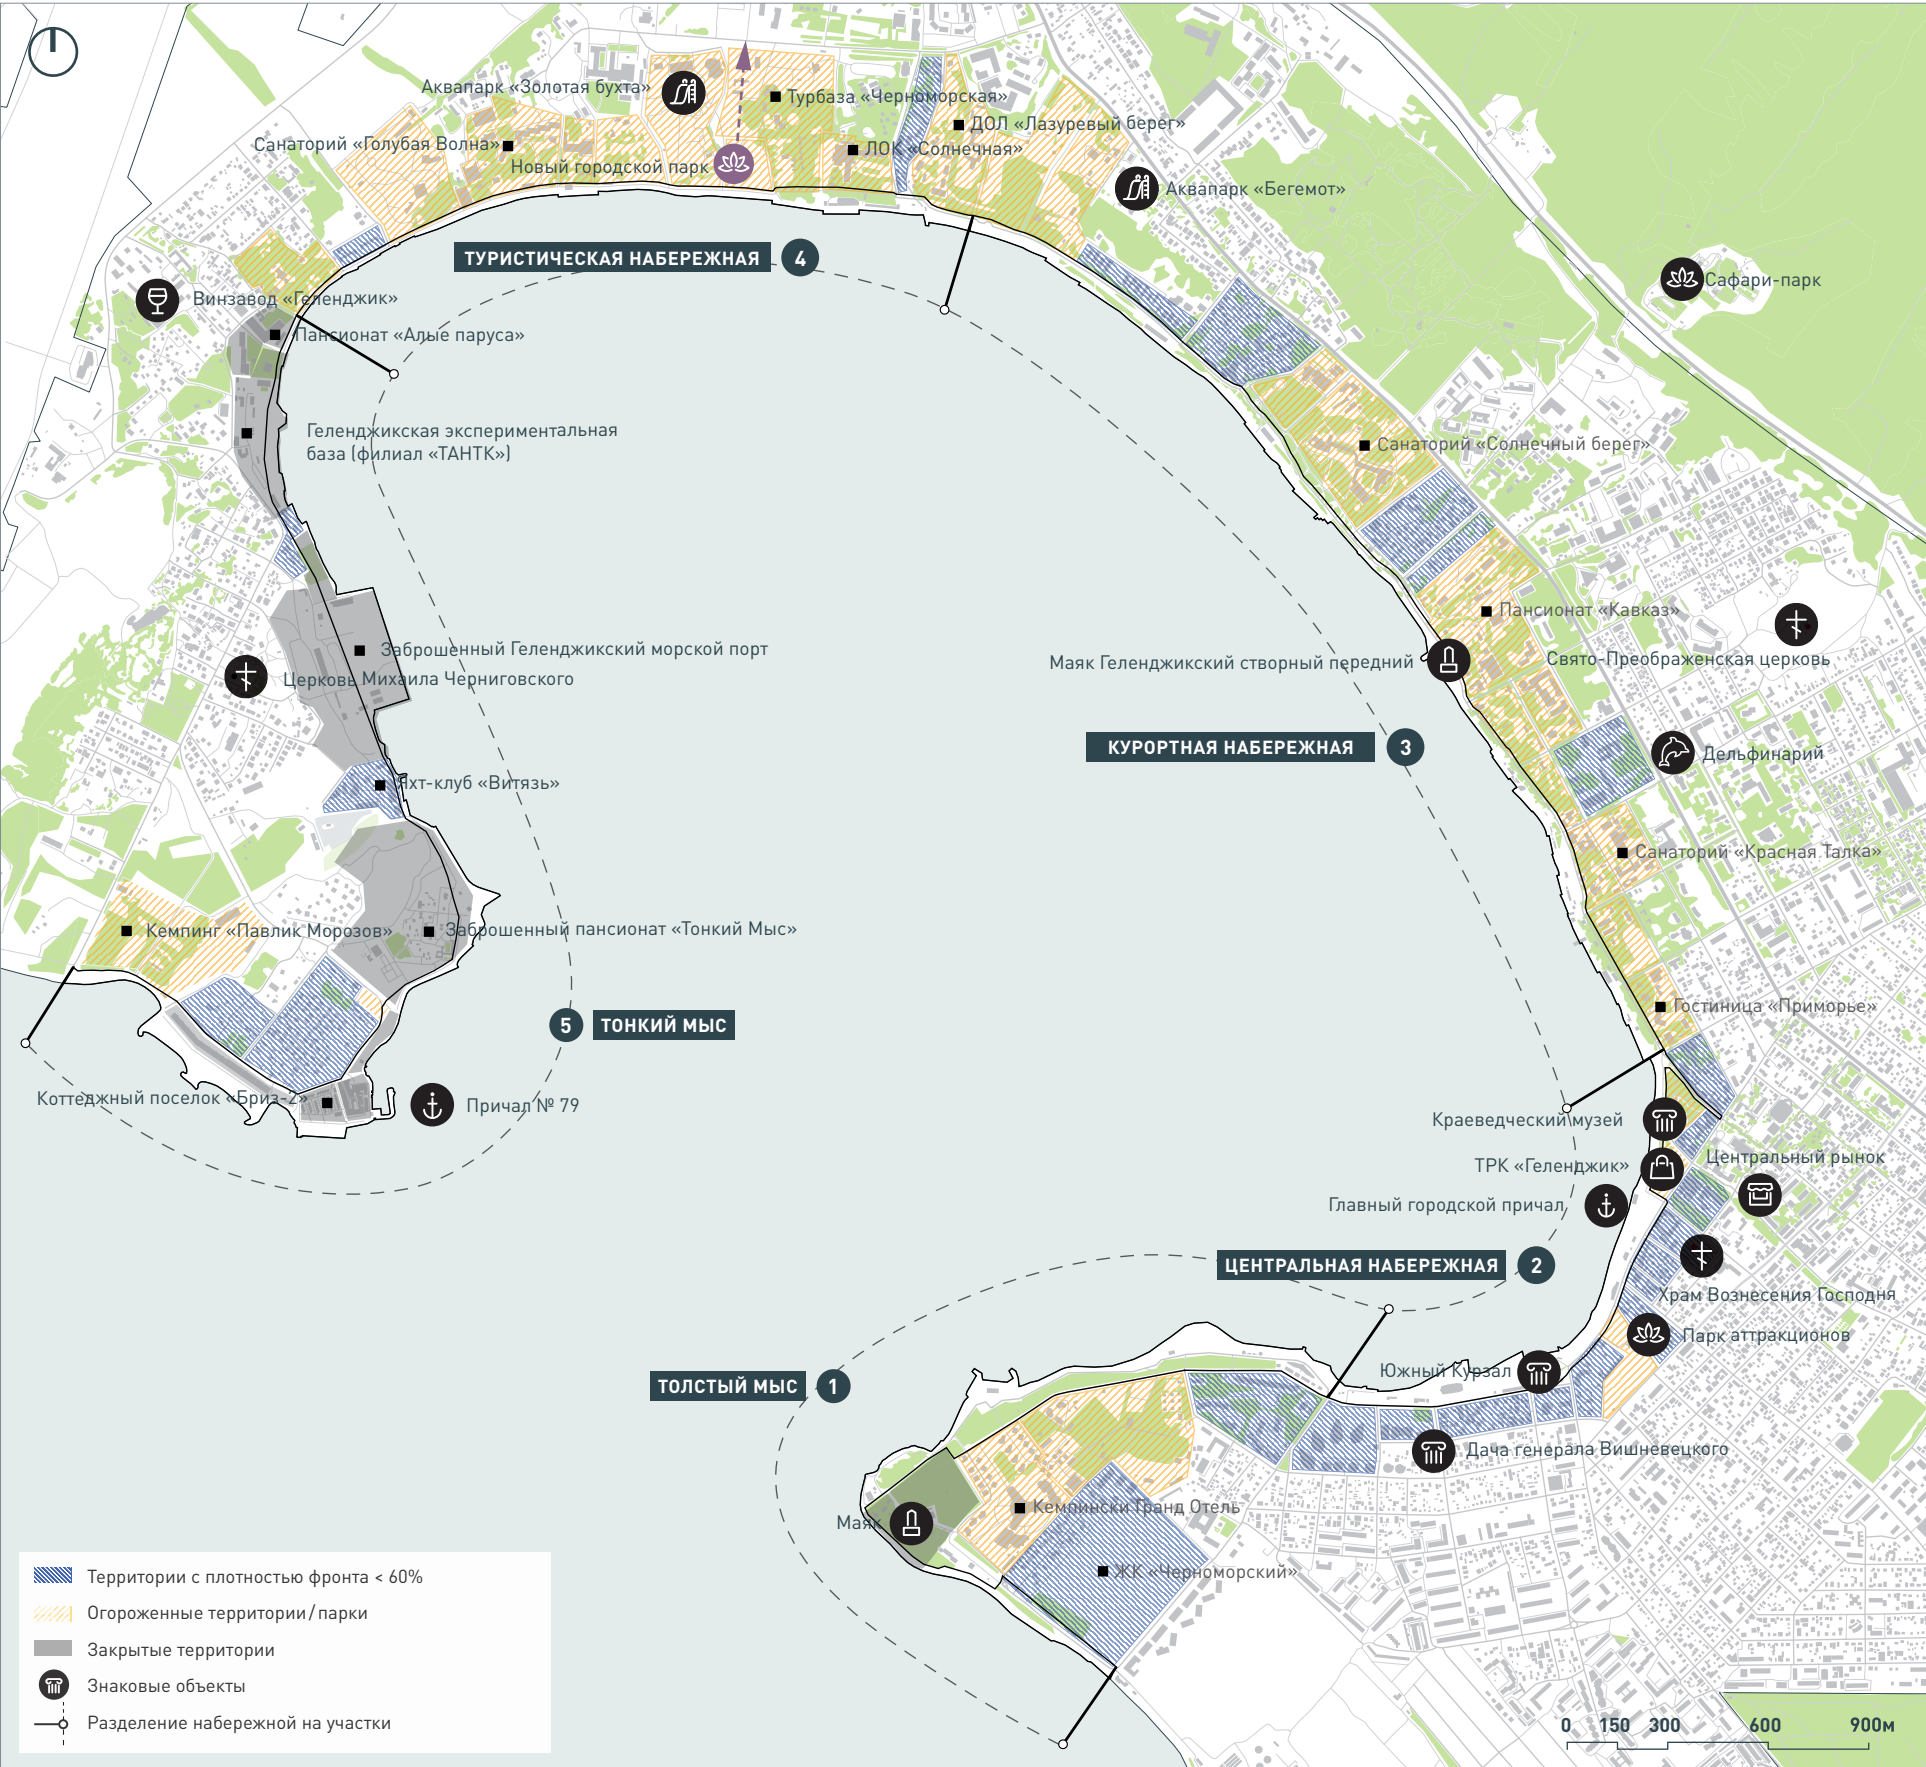 Аквапарк «Золотая бухта»
Турбаза «Черноморская»
ДОЛ «Лазуревый берег»
Санаторий «Голубая Волна»
ЛОК «Солнечная»
Новый городской парк
Аквапарк «Бегемот»
ТУРИСТИЧЕСКАЯ НАБЕРЕЖНАЯ 4
Сафари-парк
Винзавод «Геленджик»
Пансионат «Алые паруса»
Геленджикская экспериментальная
база (филиал «ТАНТК»)
Санаторий «Солнечный берег»
Пансионат «Кавказ»
Заброшенный Геленджикский морской порт
Маяк Геленджикский створный передний
Свято-Преображенская церковь
Церковь Михаила Черниговского
КУРОРТНАЯ НАБЕРЕЖНАЯ 3
Дельфинарий
Яхт-клуб «Витязь»
Санаторий «Красная Талка»
Кемпинг «Павлик Морозов»
Заброшенный пансионат «Тонкий Мыс»
Гостиница «Приморье»
5 ТОНКИЙ МЫС
Коттеджный поселок «Бриз-2»
Причал № 79
Краеведческий музей
Центральный рынок
ТРК «Геленджик»
Главный городской причал
ЦЕНТРАЛЬНАЯ НАБЕРЕЖНАЯ 2
Храм Вознесения Господня
Парк аттракционов
Южный Курзал
ТОЛСТЫЙ МЫС 1
Дача генерала Вишневецкого
Кемпински Гранд Отель
Маяк
ЖК «Черноморский»
Территории с плотностью фронта < 60%
Огороженные территории/парки
Закрытые территории
Знаковые объекты
Разделение набережной на участки
0 150 300 600 900м